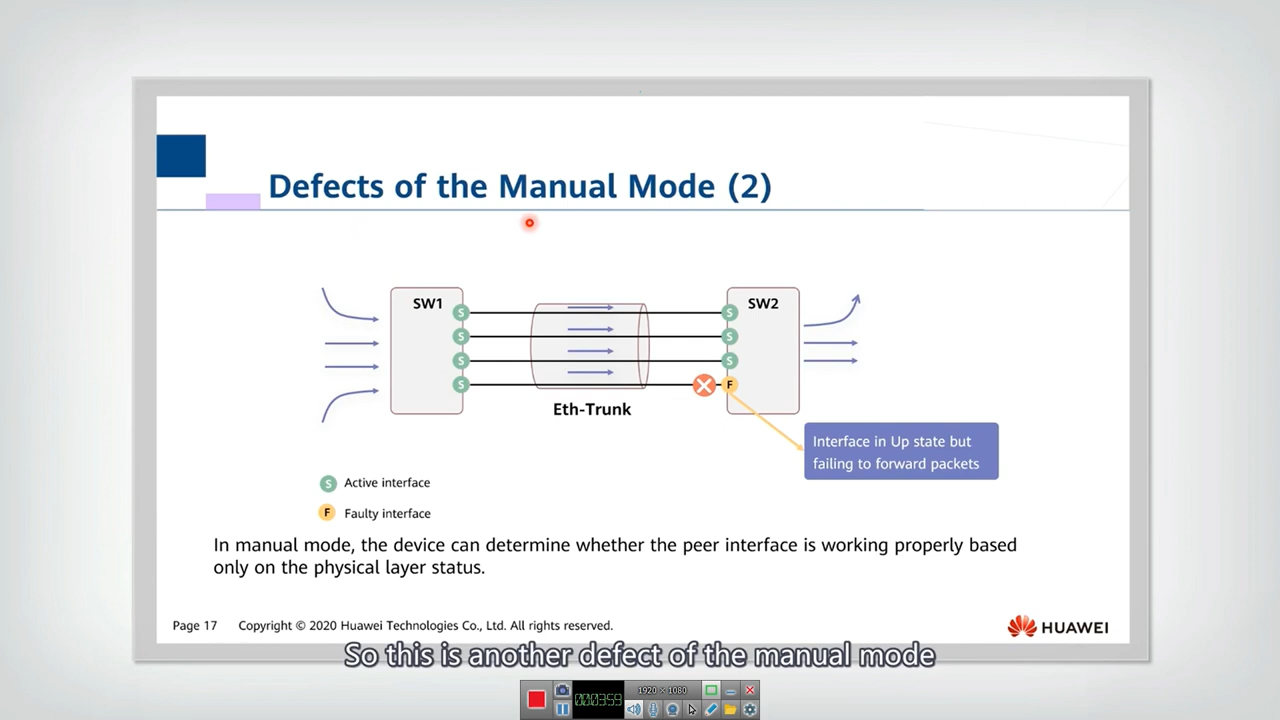 Defects of the Manual Mode (2)
SW1
SW2
S
S
S
S
S
S
S
F
Eth-Trunk
Interface in Up state but
failing to forward packets
S Active interface
F Faulty interface
In manual mode, the device can determine whether the peer interface is working properly based
only on the physical layer status.
Page 17 Copyright © 2020 Huawei Technologies Co., Ltd. All rights reserved.
HUAWEI
So this is another defect of the manual mode
000:03:59
1920 × 1080